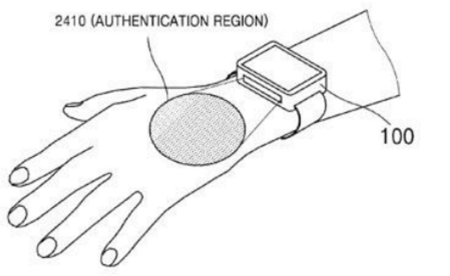 2410 (AUTHENTICATION REGION)
100